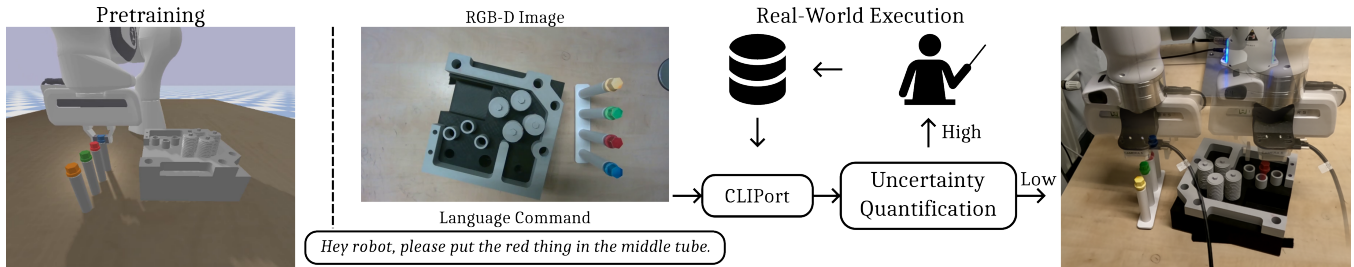 Pretraining
RGB-D Image
Real-World Execution
High
Low
CLIPort
Uncertainty
Quantification
Language Command
Hey robot, please put the red thing in the middle tube.